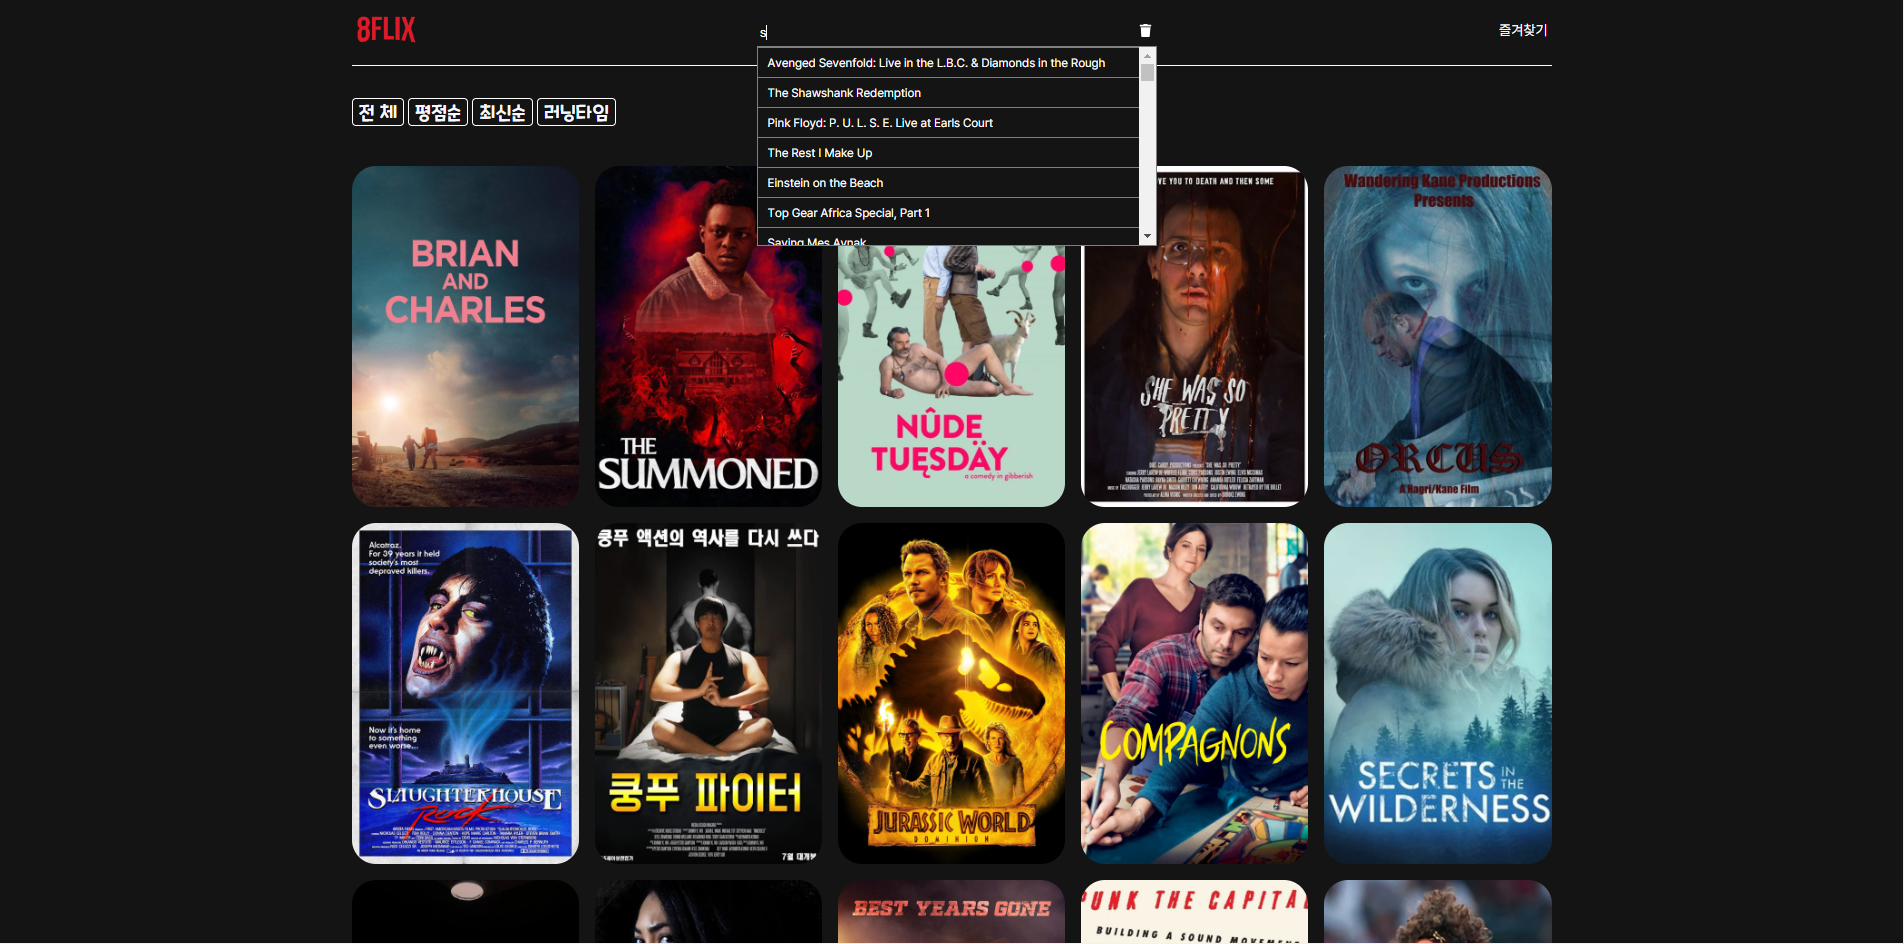 8FLIX
s
즐겨찾기
Avenged Sevenfold: Live in the L.B.C. & Diamonds in the Rough
The Shawshank Redemption
Pink Floyd: P. U. L. S. E. Live at Earls Court
The Rest I Make Up
Einstein on the Beach
Top Gear Africa Special, Part 1
Saving Mes Aynak
전 체
평점순
최신순
러닝타임
BRIAN
AND
CHARLES
THE
SUMMONED
NÛDE
TUĘSDÄY
a comedy in gibberish
VE YOU TO DEATH AND THEN SOME
SHE WAS SO
PRETTY
Wandering Kane Productions
Presents
ORCUS
A Hagri/Kane Film
Alcatraz.
For 39 years it held
society's most
depraved killers.
Now it's home
to something
even worse...
SLAUGHTERHOUSE
Rock
쿵푸 액션의 역사를 다시 쓰다
쿵푸 파이터
7월 대개봉
JURASSIC WORLD
DOMINION
COMPAGNONS
SECRETS IN
THE
WILDERNESS
BEST YEARS GONE
PUNK THE CAPITAL
BUILDING A SOUND MOVEMENT